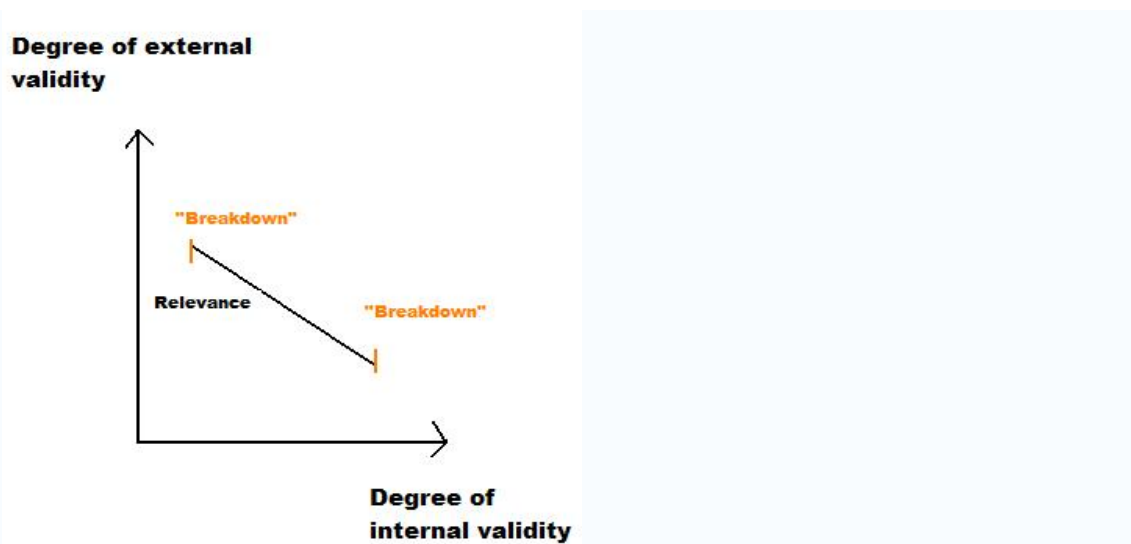 Degree of external
validity
"Breakdown"
Relevance
"Breakdown"
Degree of
internal validity